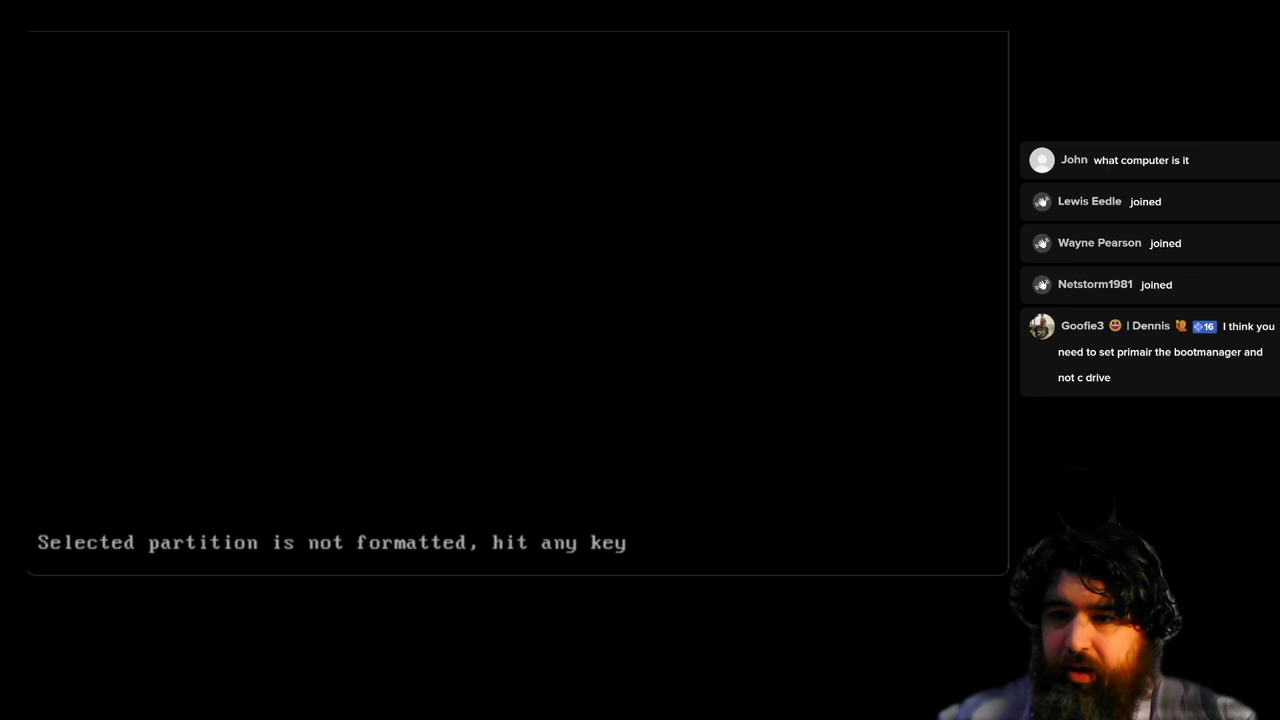 John what computer is it
Lewis Eedle joined
Wayne Pearson joined
Netstorm1981 joined
Goofie3 😃 | Dennis 🙋 16 I think you
need to set primair the bootmanager and
not c drive
Selected partition is not formatted, hit any key